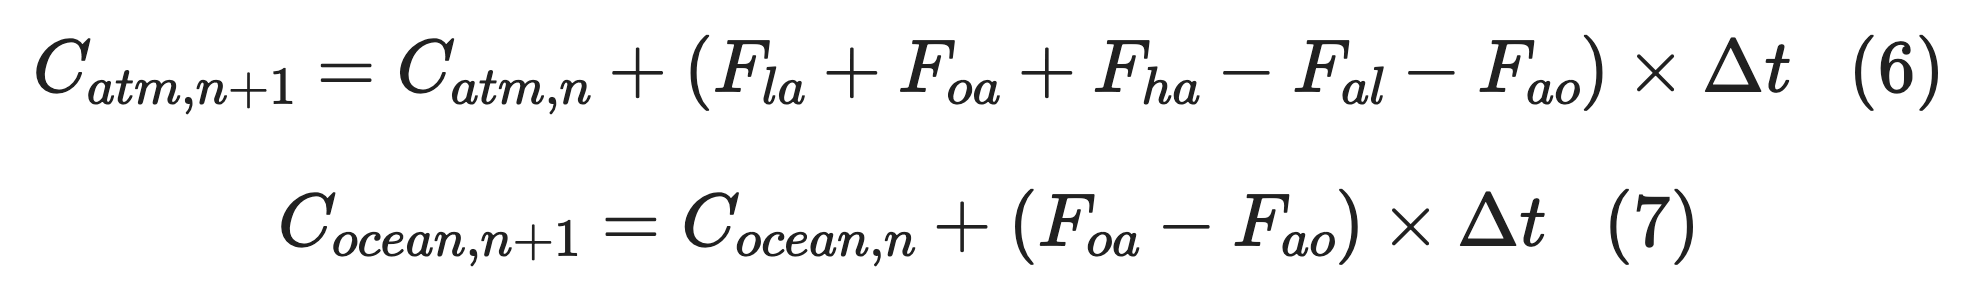 C_{atm,n+1} = C_{atm,n} + (F_{la} + F_{oa} + F_{ha} − F_{al} − F_{ao}) × Δt (6)
C_{ocean,n+1} = C_{ocean,n} + (F_{oa} − F_{ao}) × Δt (7)